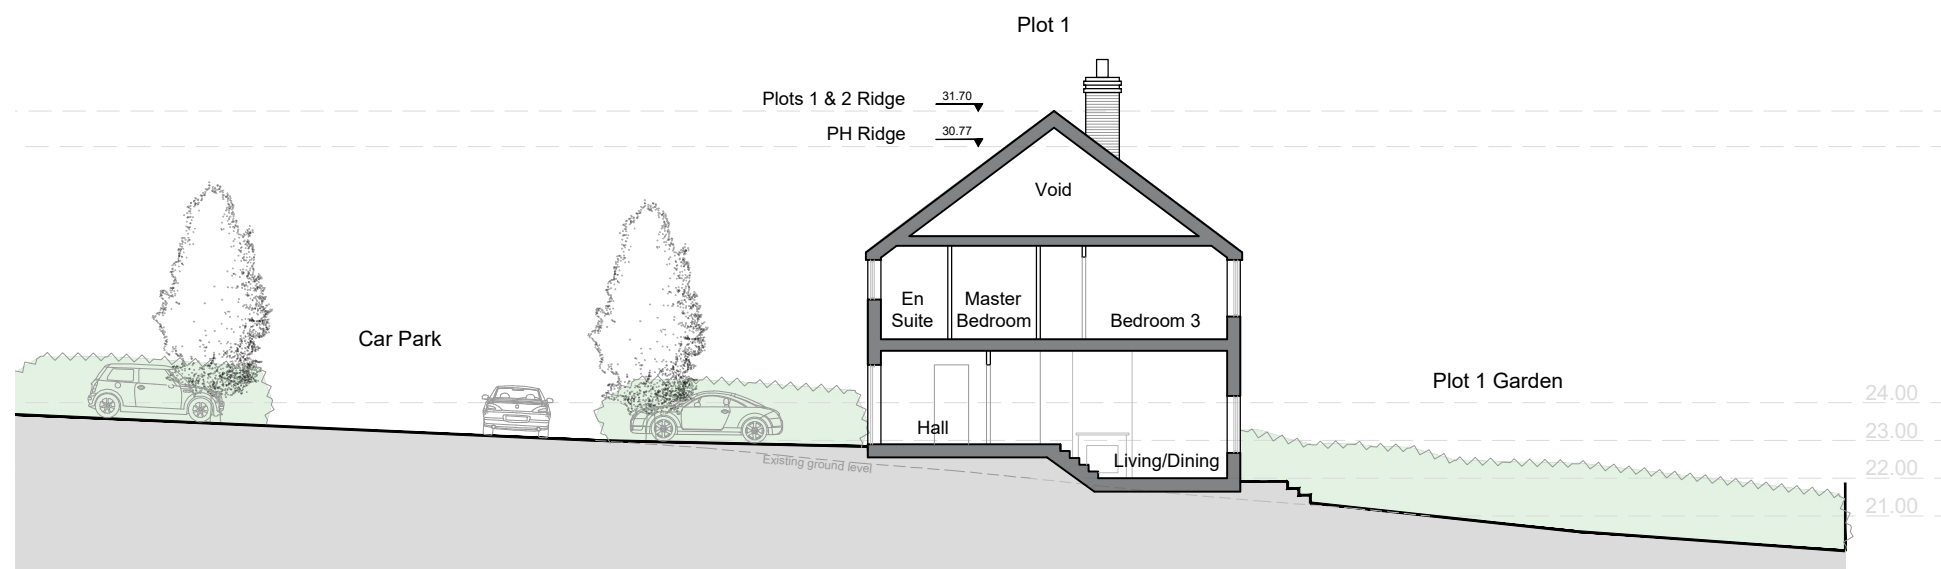 Plot 1
Plots 1 & 2 Ridge
31.70
PH Ridge
30.77
Void
En
Suite
Master
Bedroom
Bedroom 3
Car Park
Plot 1 Garden
24.00
Hall
23.00
Existing ground level
Living/Dining
22.00
21.00